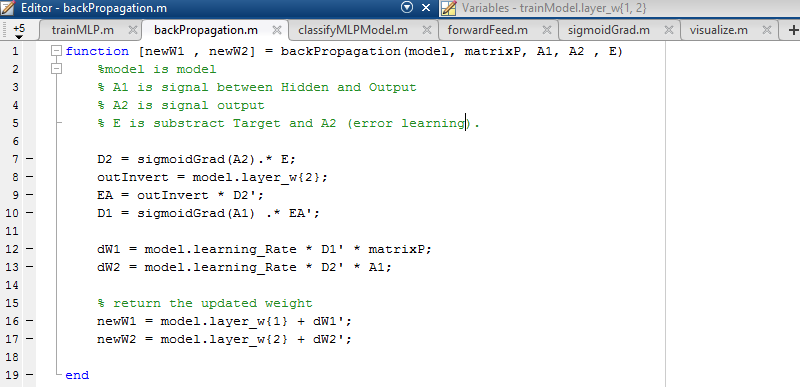 Editor - backPropagation.m
Variables - trainModel.layer_w{1, 2}
+5 trainMLP.m backPropagation.m classifyMLPModel.m forwardFeed.m sigmoidGrad.m visualize.m
1 function [newW1 , newW2] = backPropagation(model, matrixP, A1, A2 , E)
2 %model is model
3 % A1 is signal between Hidden and Output
4 % A2 is signal output
5 % E is substract Target and A2 (error learning).
6
7 D2 = sigmoidGrad(A2).* E;
8 outInvert = model.layer_w{2};
9 EA = outInvert * D2';
10 D1 = sigmoidGrad(A1) .* EA';
11
12 dW1 = model.learning_Rate * D1' * matrixP;
13 dW2 = model.learning_Rate * D2' * A1;
14
15 % return the updated weight
16 newW1 = model.layer_w{1} + dW1';
17 newW2 = model.layer_w{2} + dW2';
18
19 end